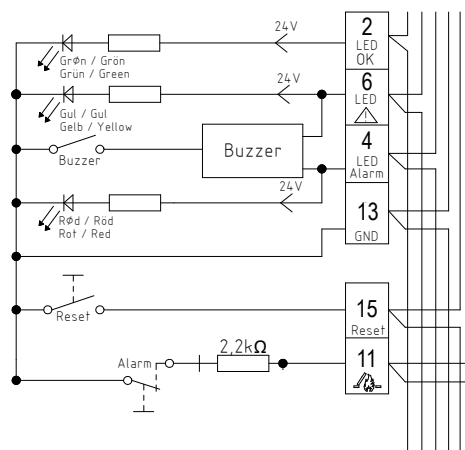 24V
2
LED
OK
Grøn / Grön
Grün / Green
24V
6
LED
Gul / Gul
Gelb / Yellow
Buzzer
Buzzer
4
LED
Alarm
24V
Rød / Röd
Rot / Red
13
GND
15
Reset
Reset
2,2kΩ
Alarm
11